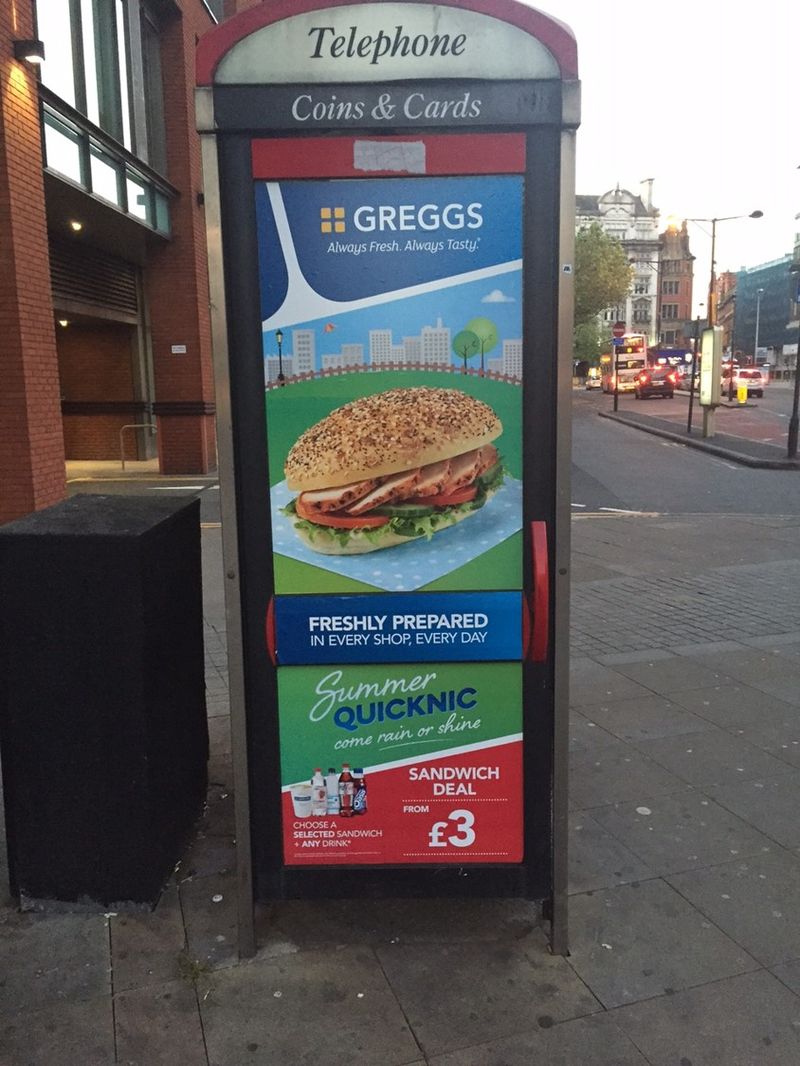 Telephone
Coins & Cards
GREGGS
Always Fresh. Always Tasty.
FRESHLY PREPARED
IN EVERY SHOP, EVERY DAY
Summer
QUICKNIC
come rain or shine
SANDWICH
DEAL
FROM
£3
CHOOSE A
SELECTED SANDWICH
+ ANY DRINK*